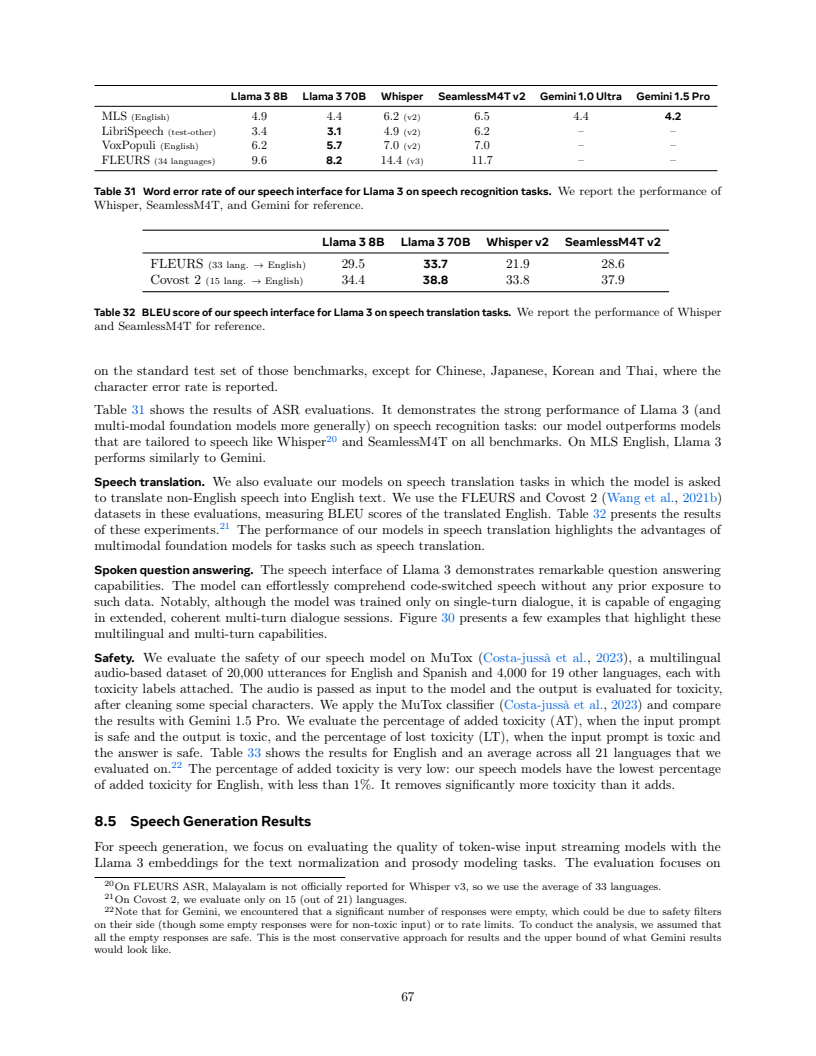 Llama 3 8B Llama 3 70B Whisper SeamlessM4T v2 Gemini 1.0 Ultra Gemini 1.5 Pro
MLS (English) 4.9 4.4 6.2 (v2) 6.5 4.4 4.2
LibriSpeech (test-other) 3.4 3.1 4.9 (v2) 6.2 – –
VoxPopuli (English) 6.2 5.7 7.0 (v2) 7.0 – –
FLEURS (34 languages) 9.6 8.2 14.4 (v3) 11.7 – –
Table 31 Word error rate of our speech interface for Llama 3 on speech recognition tasks. We report the performance of
Whisper, SeamlessM4T, and Gemini for reference.
Llama 3 8B Llama 3 70B Whisper v2 SeamlessM4T v2
FLEURS (33 lang. → English) 29.5 33.7 21.9 28.6
Covost 2 (15 lang. → English) 34.4 38.8 33.8 37.9
Table 32 BLEU score of our speech interface for Llama 3 on speech translation tasks. We report the performance of Whisper
and SeamlessM4T for reference.
on the standard test set of those benchmarks, except for Chinese, Japanese, Korean and Thai, where the
character error rate is reported.
Table 31 shows the results of ASR evaluations. It demonstrates the strong performance of Llama 3 (and
multi-modal foundation models more generally) on speech recognition tasks: our model outperforms models
that are tailored to speech like Whisper20 and SeamlessM4T on all benchmarks. On MLS English, Llama 3
performs similarly to Gemini.
Speech translation. We also evaluate our models on speech translation tasks in which the model is asked
to translate non-English speech into English text. We use the FLEURS and Covost 2 (Wang et al., 2021b)
datasets in these evaluations, measuring BLEU scores of the translated English. Table 32 presents the results
of these experiments.21 The performance of our models in speech translation highlights the advantages of
multimodal foundation models for tasks such as speech translation.
Spoken question answering. The speech interface of Llama 3 demonstrates remarkable question answering
capabilities. The model can effortlessly comprehend code-switched speech without any prior exposure to
such data. Notably, although the model was trained only on single-turn dialogue, it is capable of engaging
in extended, coherent multi-turn dialogue sessions. Figure 30 presents a few examples that highlight these
multilingual and multi-turn capabilities.
Safety. We evaluate the safety of our speech model on MuTox (Costa-jussà et al., 2023), a multilingual
audio-based dataset of 20,000 utterances for English and Spanish and 4,000 for 19 other languages, each with
toxicity labels attached. The audio is passed as input to the model and the output is evaluated for toxicity,
after cleaning some special characters. We apply the MuTox classifier (Costa-jussà et al., 2023) and compare
the results with Gemini 1.5 Pro. We evaluate the percentage of added toxicity (AT), when the input prompt
is safe and the output is toxic, and the percentage of lost toxicity (LT), when the input prompt is toxic and
the answer is safe. Table 33 shows the results for English and an average across all 21 languages that we
evaluated on.22 The percentage of added toxicity is very low: our speech models have the lowest percentage
of added toxicity for English, with less than 1%. It removes significantly more toxicity than it adds.
8.5 Speech Generation Results
For speech generation, we focus on evaluating the quality of token-wise input streaming models with the
Llama 3 embeddings for the text normalization and prosody modeling tasks. The evaluation focuses on
20On FLEURS ASR, Malayalam is not officially reported for Whisper v3, so we use the average of 33 languages.
21On Covost 2, we evaluate only on 15 (out of 21) languages.
22Note that for Gemini, we encountered that a significant number of responses were empty, which could be due to safety filters
on their side (though some empty responses were for non-toxic input) or to rate limits. To conduct the analysis, we assumed that
all the empty responses are safe. This is the most conservative approach for results and the upper bound of what Gemini results
would look like.
67